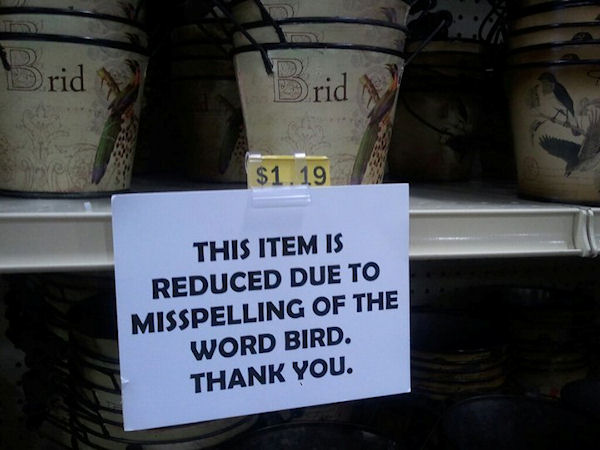 Brid
Brid
$1.19
THIS ITEM IS
REDUCED DUE TO
MISSPELLING OF THE
WORD BIRD.
THANK YOU.